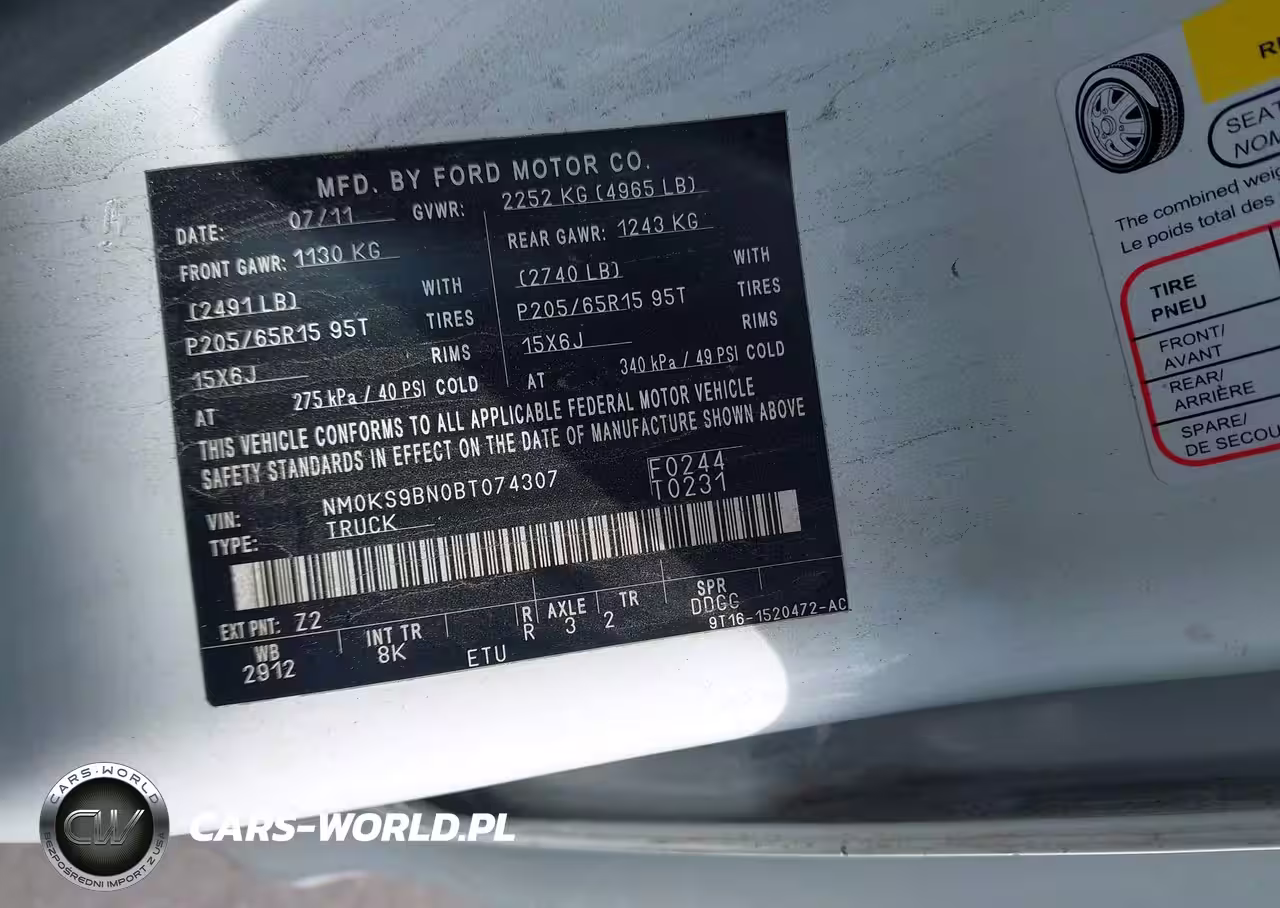 MFD. BY FORD MOTOR CO.
DATE: 07/11 GVWR: 2252 KG (4965 LB)
FRONT GAWR: 1130 KG
(2491 LB) WITH
P205/65R15 95T TIRES
15X6J RIMS
AT 275 kPa / 40 PSI COLD
REAR GAWR: 1243 KG
(2740 LB) WITH
P205/65R15 95T TIRES
15X6J RIMS
AT 340 kPa / 49 PSI COLD
THIS VEHICLE CONFORMS TO ALL APPLICABLE FEDERAL MOTOR VEHICLE
SAFETY STANDARDS IN EFFECT ON THE DATE OF MANUFACTURE SHOWN ABOVE
VIN: NM0KS9BN0BT074307
TYPE: TRUCK
F0244
T0231
EXT PNT: Z2
WB
2912
INT TR
8K
ETU
R
R
AXLE
3
TR
2
SPR
DDGC
9T16-1520472-AC
SEAT
The combined
Le poids total des
TIRE
PNEU
FRONT/
AVANT
REAR/
ARRIÈRE
SPARE/
CARS-WORLD
CW
BEZPOŚREDNI IMPORT Z USA
CARS-WORLD.PL